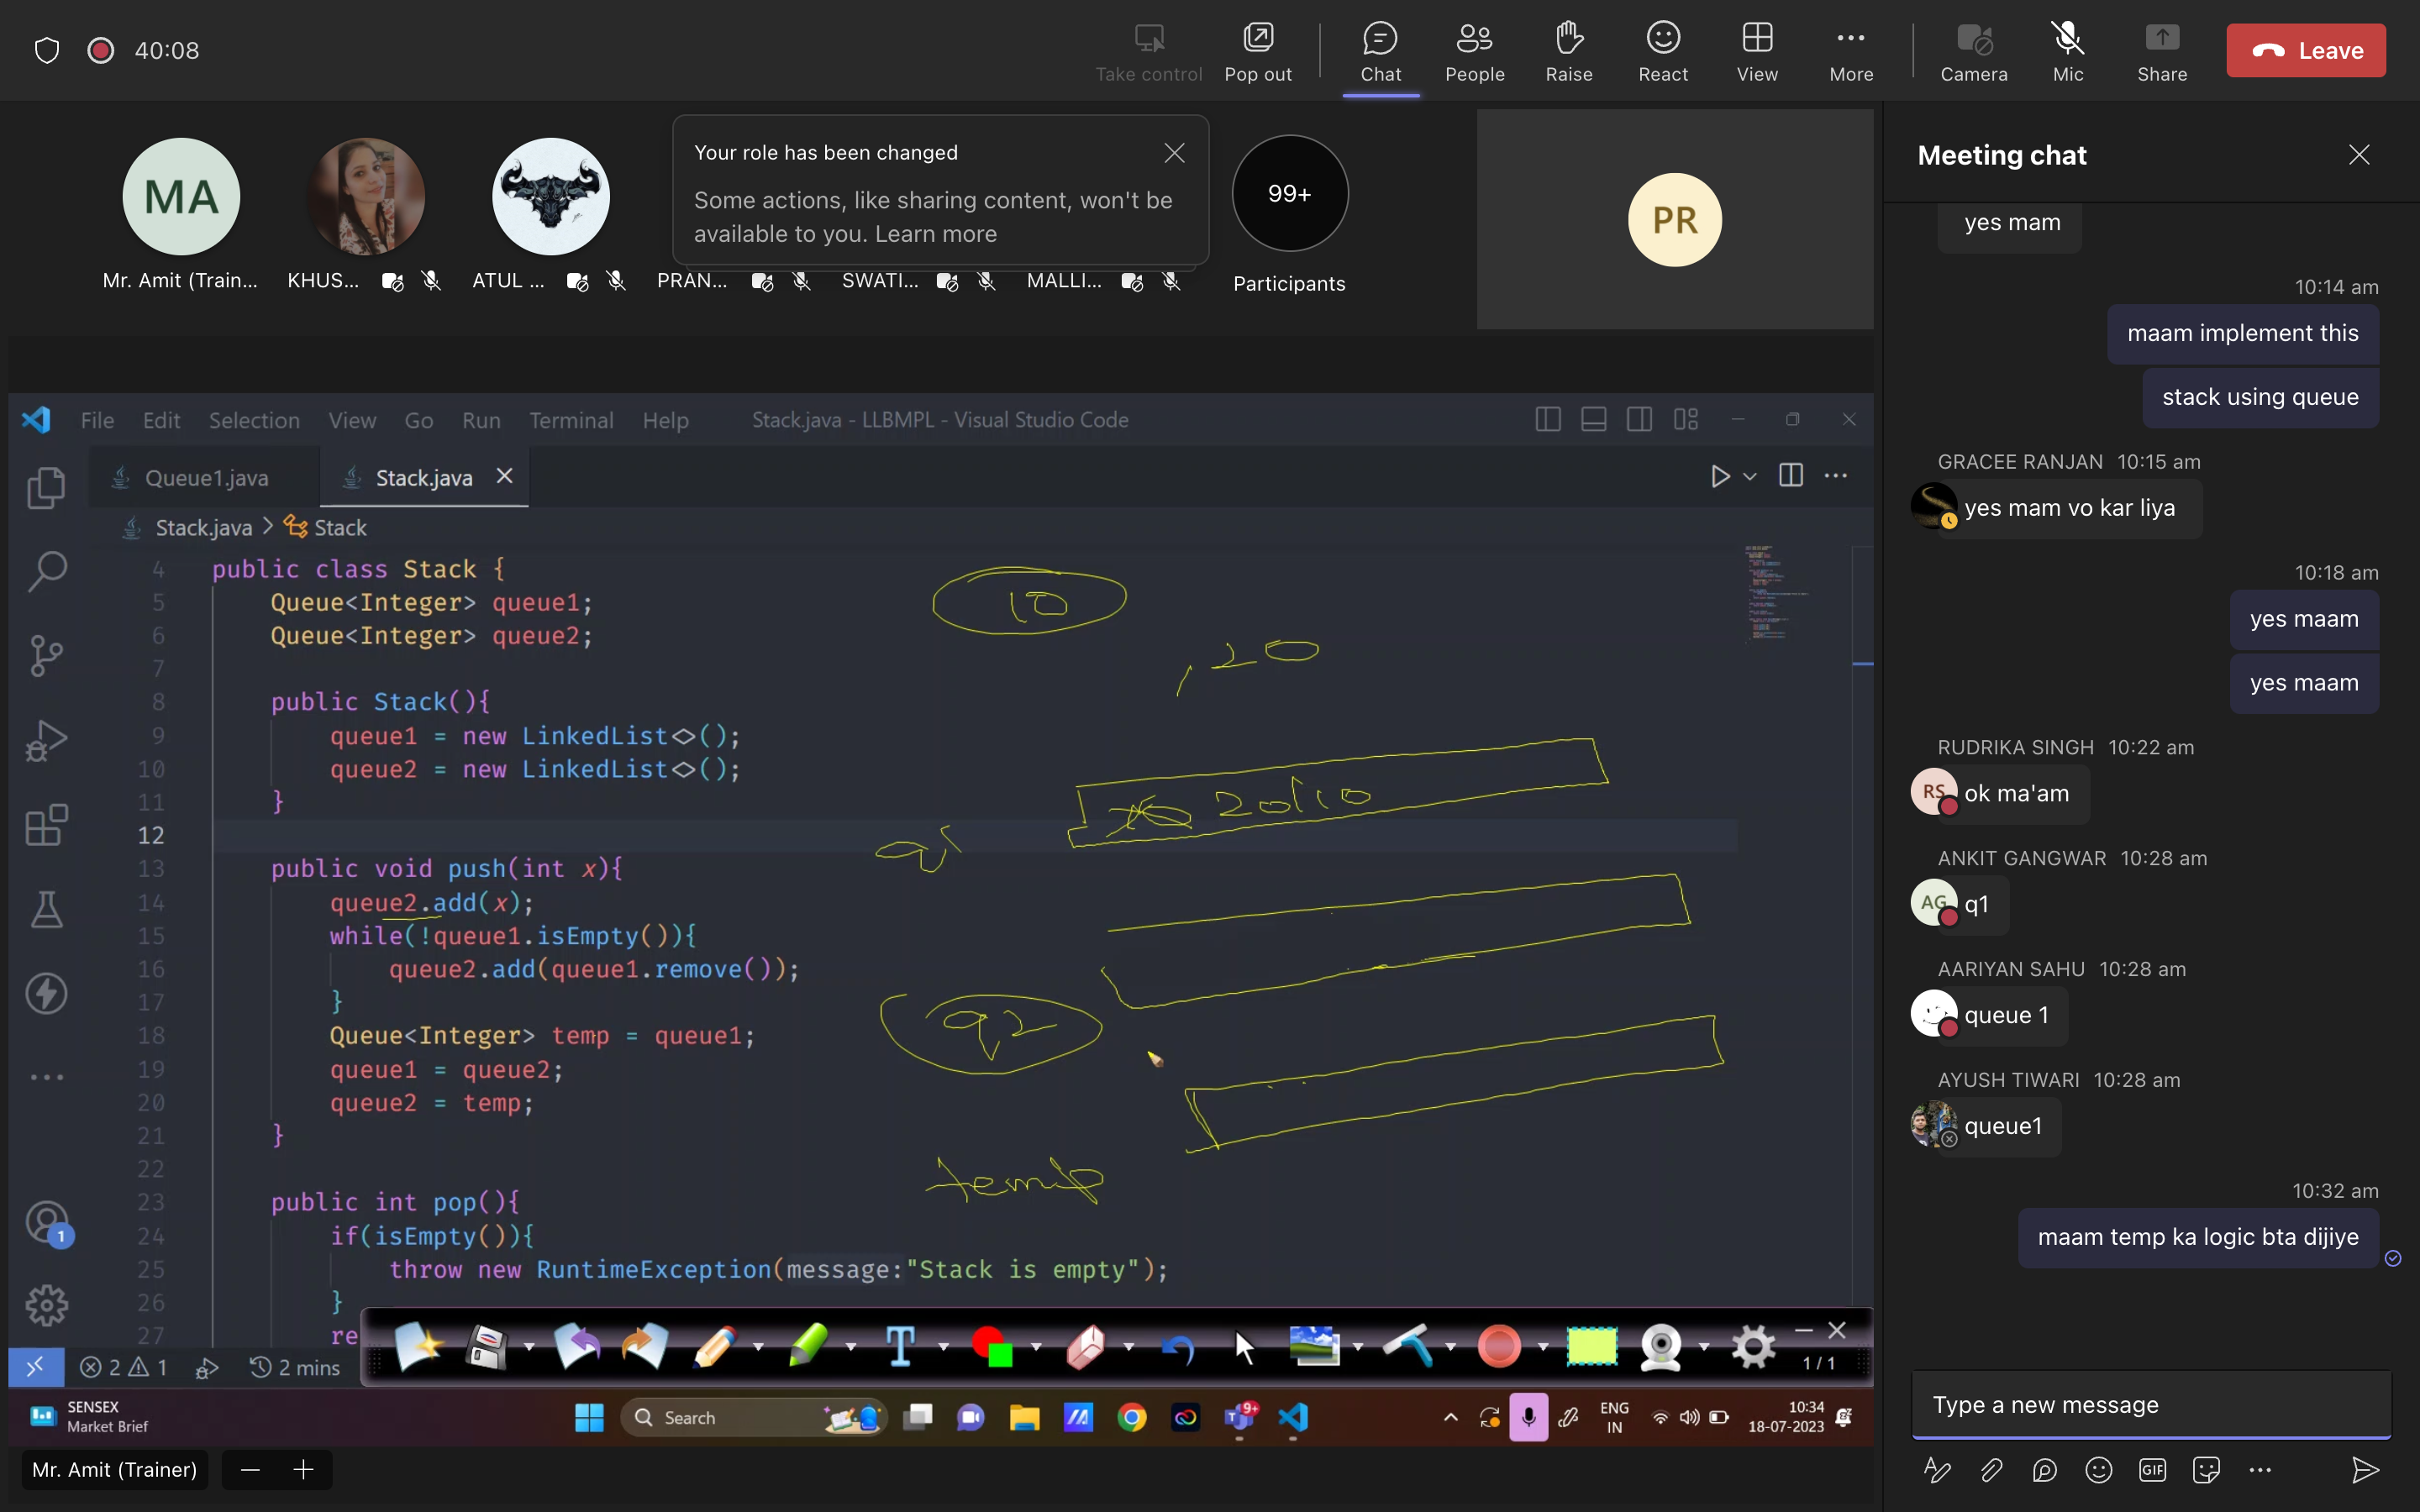 40:08
Take control
Pop out
Chat
People
Raise
React
View
More
Camera
Mic
Share
Leave
MA
Your role has been changed
Some actions, like sharing content, won't be
available to you. Learn more
99+
PR
Mr. Amit (Train...
KHUS...
ATUL ...
PRAN...
SWATI...
MALLI...
Participants
File Edit Selection View Go Run Terminal Help
Stack.java - LLBMPL - Visual Studio Code
Queue1.java
Stack.java
Stack.java > Stack
4 public class Stack {
5 Queue<Integer> queue1;
6 Queue<Integer> queue2;
7
8 public Stack(){
9 queue1 = new LinkedList<>();
10 queue2 = new LinkedList<>();
11 }
12
13 public void push(int x){
14 queue2.add(x);
15 while(!queue1.isEmpty()){
16 queue2.add(queue1.remove());
17 }
18 Queue<Integer> temp = queue1;
19 queue1 = queue2;
20 queue2 = temp;
21 }
22
23 public int pop(){
24 if(isEmpty()){
25 throw new RuntimeException(message:"Stack is empty");
26 }
27 re
10
, 20
20 10
q2
temp
1 / 1
2 1
2 mins
SENSEX
Market Brief
Search
9+
ENG
IN
10:34
18-07-2023
1
Mr. Amit (Trainer)
Meeting chat
yes mam
10:14 am
maam implement this
stack using queue
GRACEE RANJAN 10:15 am
yes mam vo kar liya
10:18 am
yes maam
yes maam
RUDRIKA SINGH 10:22 am
RS
ok ma'am
ANKIT GANGWAR 10:28 am
AG
q1
AARIYAN SAHU 10:28 am
queue 1
AYUSH TIWARI 10:28 am
queue1
10:32 am
maam temp ka logic bta dijiye
Type a new message
GIF